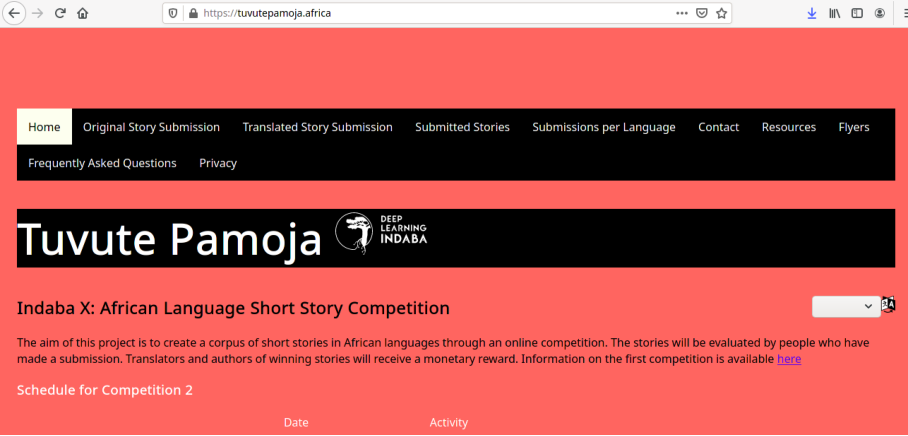 https://tuvutepamoja.africa
Home Original Story Submission Translated Story Submission Submitted Stories Submissions per Language Contact Resources Flyers
Frequently Asked Questions Privacy
Tuvute Pamoja
DEEP
LEARNING
INDABA
Indaba X: African Language Short Story Competition
The aim of this project is to create a corpus of short stories in African languages through an online competition. The stories will be evaluated by people who have
made a submission. Translators and authors of winning stories will receive a monetary reward. Information on the first competition is available here
Schedule for Competition 2
Date Activity